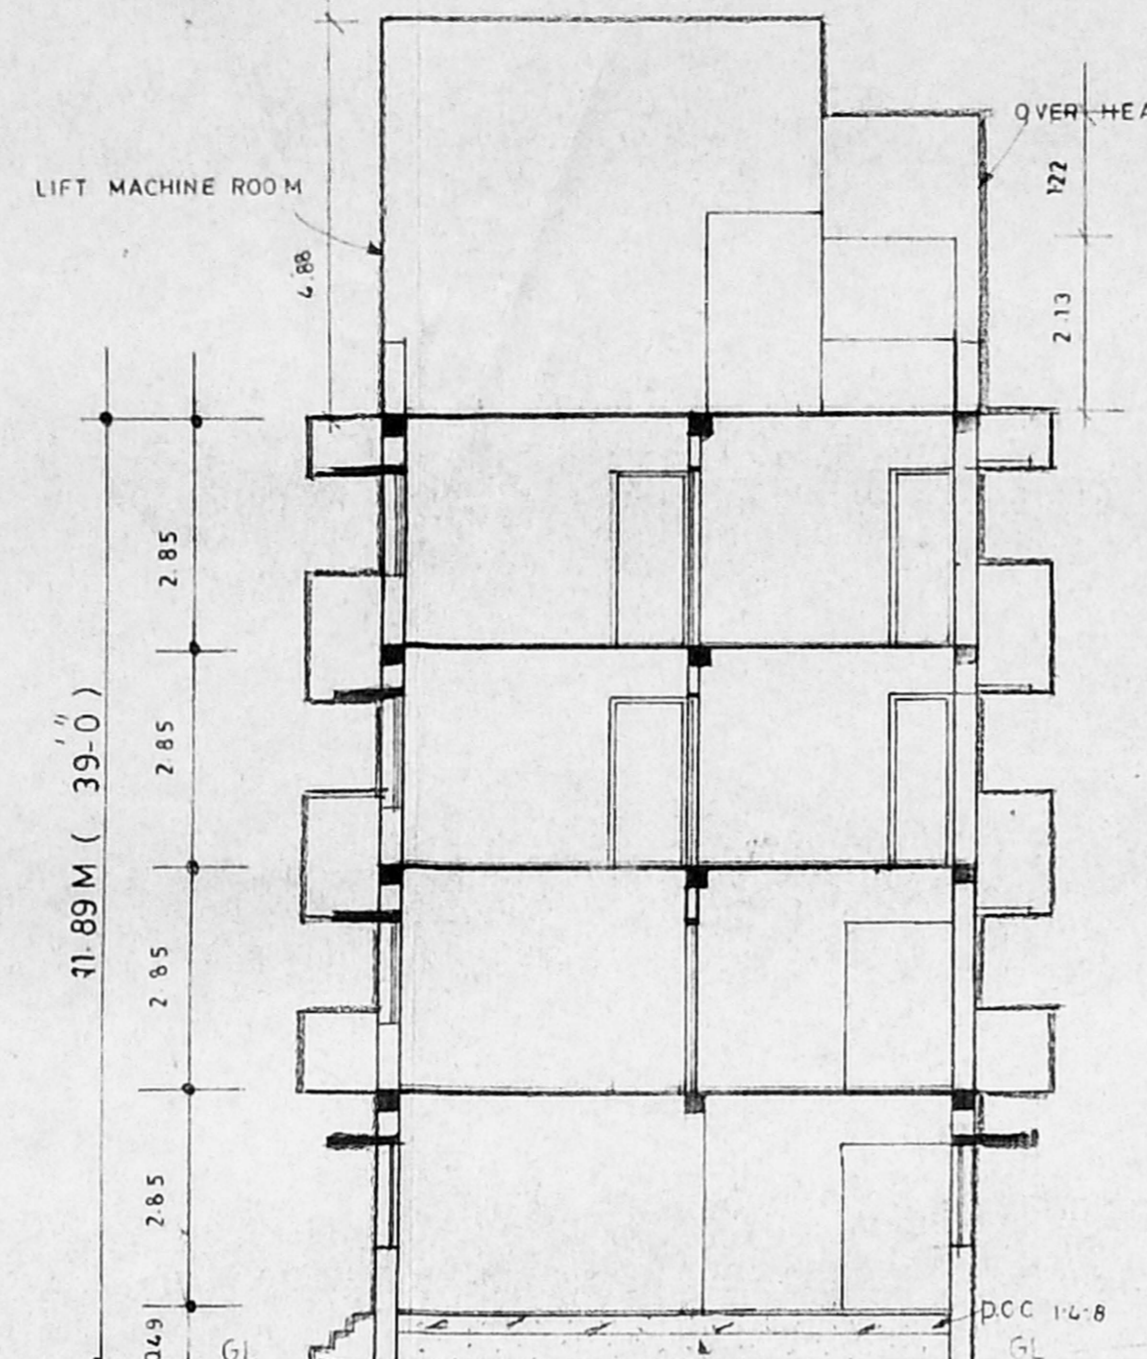 OVER HEA
LIFT MACHINE ROOM
1.22
4.88
2.13
2.85
2.85
11.89 M ( 39'-0'' )
2.85
2.85
P.C.C 1:4:8
0.49
GL
GL